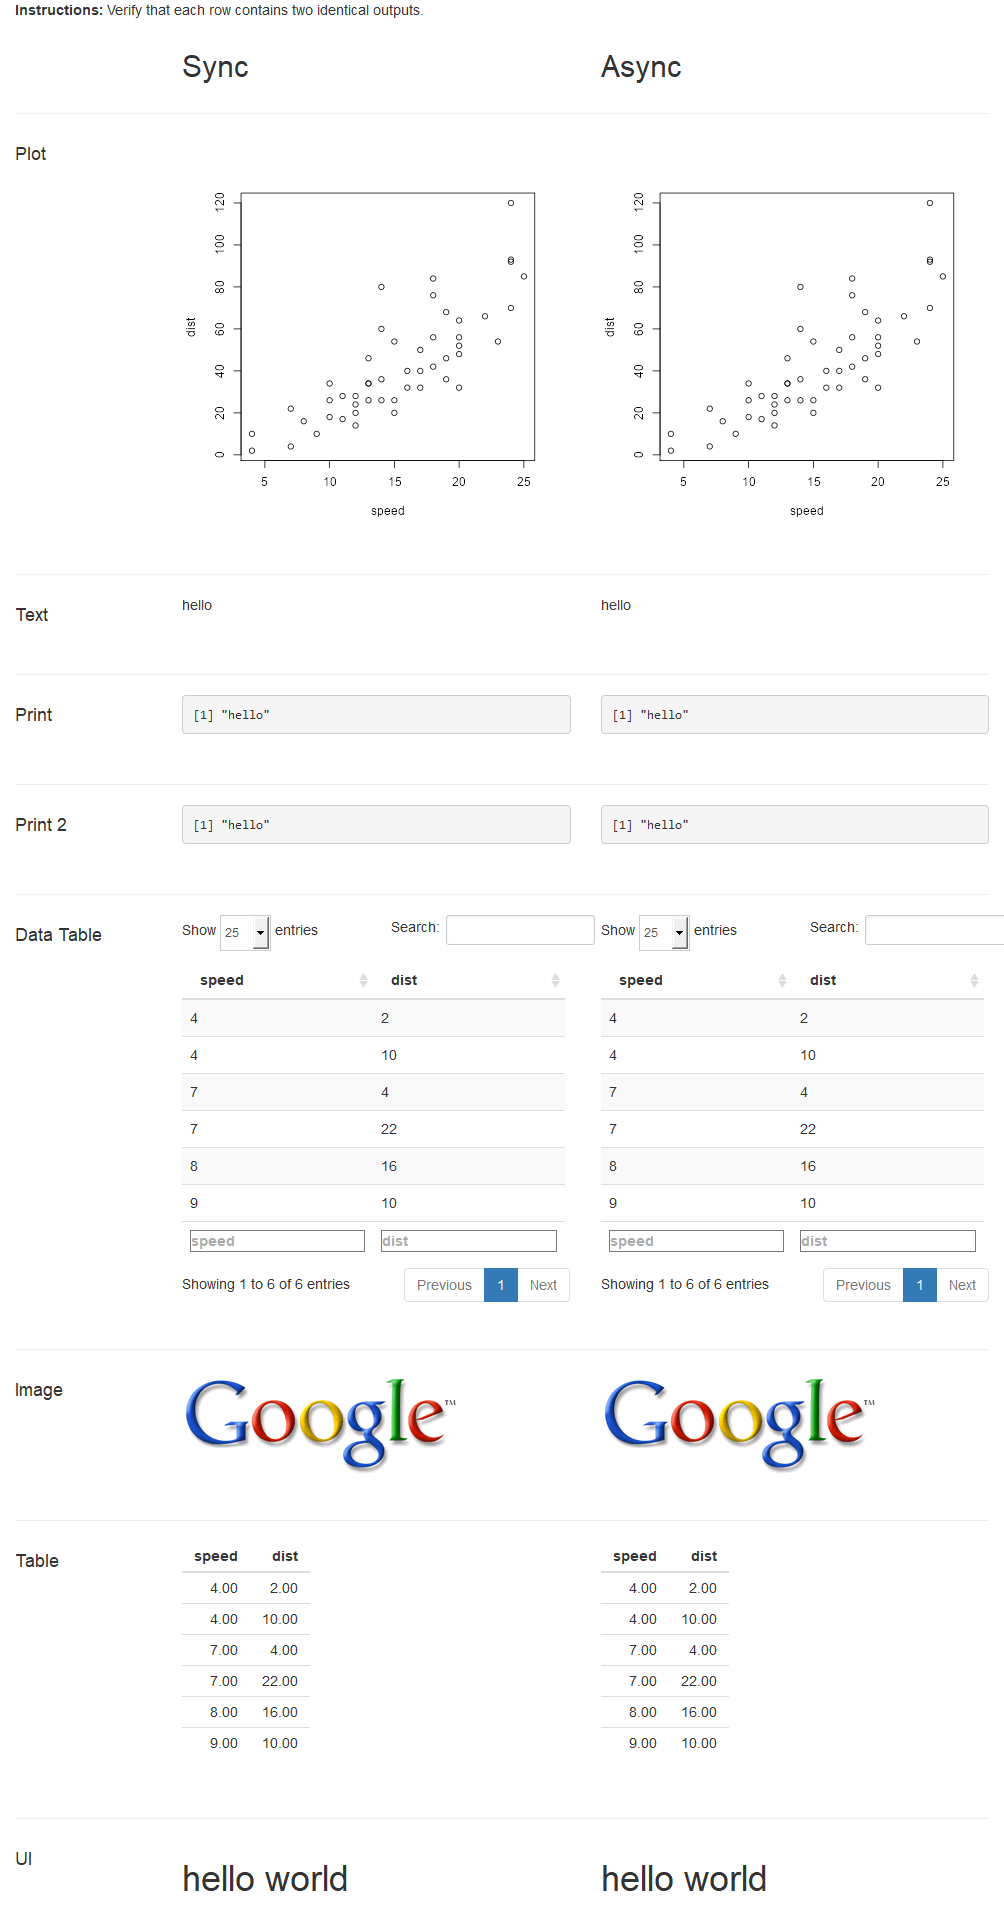 Instructions: Verify that each row contains two identical outputs.
Sync Async
Plot
120 100 80 60 40 20 0
dist
5 10 15 20 25
speed
120 100 80 60 40 20 0
dist
5 10 15 20 25
speed
Text hello hello
Print [1] "hello" [1] "hello"
Print 2 [1] "hello" [1] "hello"
Data Table Show 25 entries Search: Show 25 entries Search:
speed dist speed dist
4 2 4 2
4 10 4 10
7 4 7 4
7 22 7 22
8 16 8 16
9 10 9 10
speed dist speed dist
Showing 1 to 6 of 6 entries Previous 1 Next Showing 1 to 6 of 6 entries Previous 1 Next
Image Google™ Google™
Table speed dist speed dist
4.00 2.00 4.00 2.00
4.00 10.00 4.00 10.00
7.00 4.00 7.00 4.00
7.00 22.00 7.00 22.00
8.00 16.00 8.00 16.00
9.00 10.00 9.00 10.00
UI hello world hello world